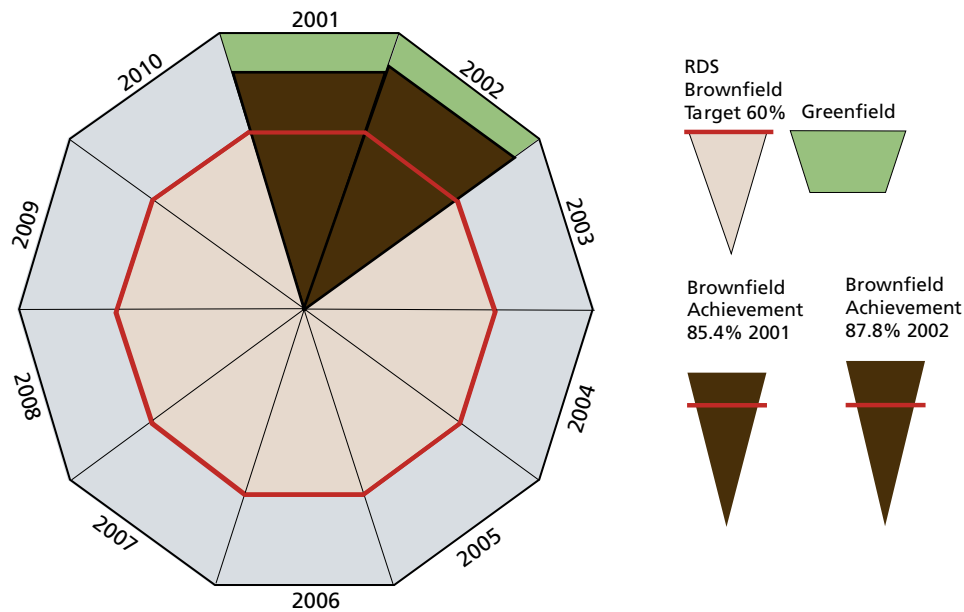 2001
2002
2003
2004
2005
2006
2007
2008
2009
2010
RDS
Brownfield
Target 60%
Greenfield
Brownfield
Achievement
85.4% 2001
Brownfield
Achievement
87.8% 2002